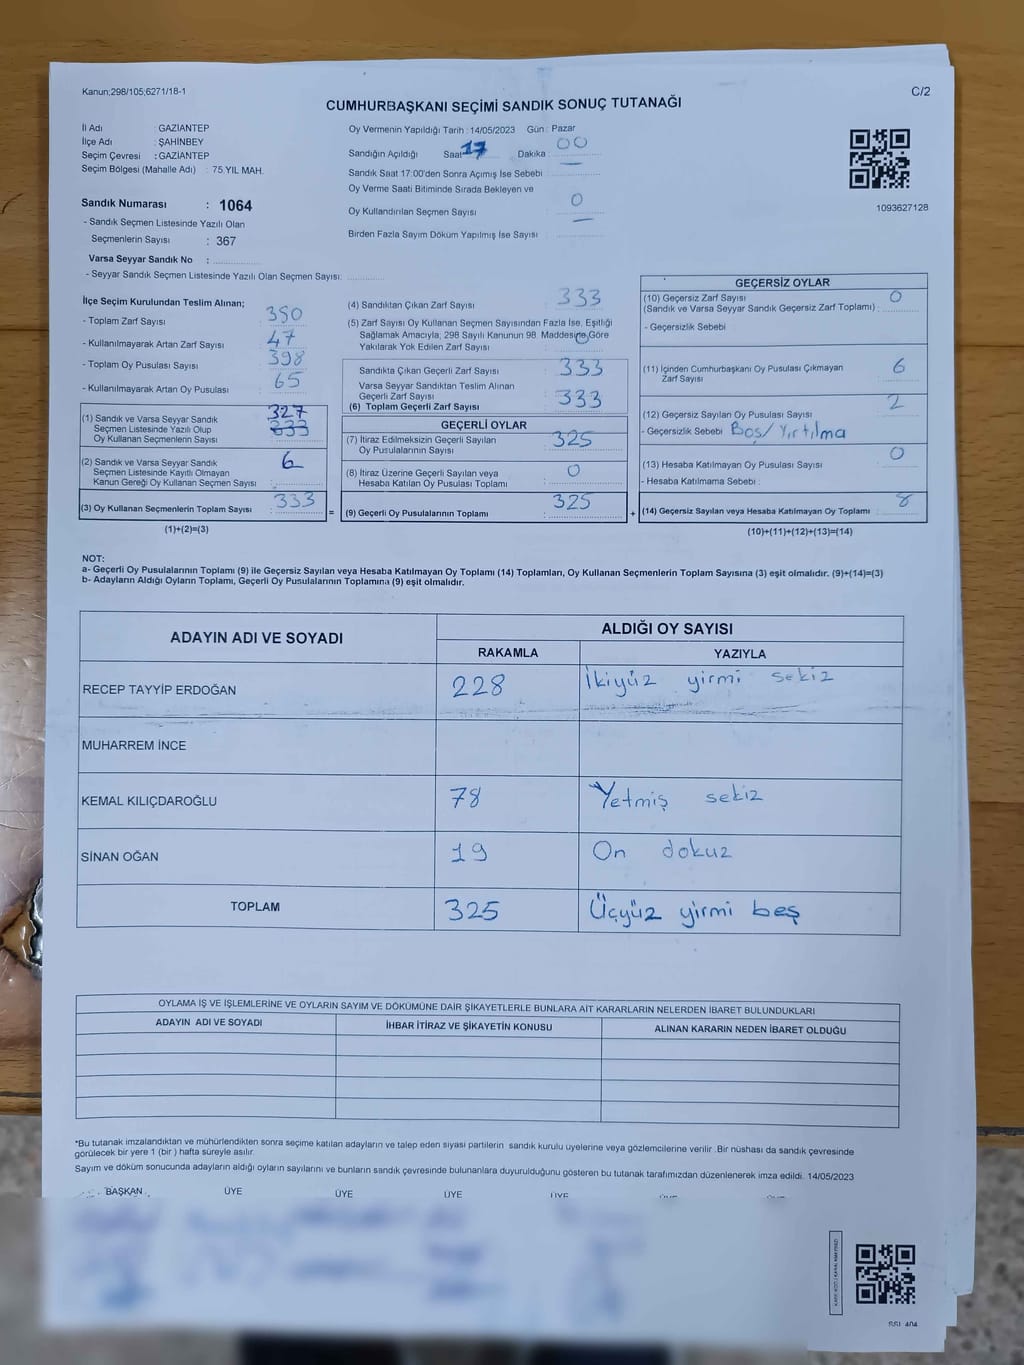 Kanun;298/105;6271/18-1
C/2
CUMHURBAŞKANI SEÇİMİ SANDIK SONUÇ TUTANAĞI
İl Adı GAZİANTEP
İlçe Adı : ŞAHİNBEY
Seçim Çevresi : GAZİANTEP
Seçim Bölgesi (Mahalle Adı) : 75.YIL MAH.
Sandık Numarası : 1064
- Sandık Seçmen Listesinde Yazılı Olan
Seçmenlerin Sayısı : 367
Varsa Seyyar Sandık No :
- Seyyar Sandık Seçmen Listesinde Yazılı Olan Seçmen Sayısı:
Oy Vermenin Yapıldığı Tarih : 14/05/2023 Gün : Pazar
Sandığın Açıldığı Saat 17 Dakika : 00
Sandık Saat 17:00'den Sonra Açımış İse Sebebi : —
Oy Verme Saati Bitiminde Sırada Bekleyen ve
Oy Kullandırılan Seçmen Sayısı 0
Birden Fazla Sayım Döküm Yapılmış İse Sayısı —
1093627128
İlçe Seçim Kurulundan Teslim Alınan;
- Toplam Zarf Sayısı : 350
- Kullanılmayarak Artan Zarf Sayısı : 47
- Toplam Oy Pusulası Sayısı : 398
- Kullanılmayarak Artan Oy Pusulası : 65
(1) Sandık ve Varsa Seyyar Sandık 327
Seçmen Listesinde Yazılı Olup 333
Oy Kullanan Seçmenlerin Sayısı
(2) Sandık ve Varsa Seyyar Sandık 6
Seçmen Listesinde Kayıtlı Olmayan
Kanun Gereği Oy Kullanan Seçmen Sayısı :
(3) Oy Kullanan Seçmenlerin Toplam Sayısı : 333 =
(1)+(2)=(3)
(4) Sandıktan Çıkan Zarf Sayısı 333
(5) Zarf Sayısı Oy Kullanan Seçmen Sayısından Fazla İse, Eşitliği
Sağlamak Amacıyla; 298 Sayılı Kanunun 98. Maddesine Göre
Yakılarak Yok Edilen Zarf Sayısı 0
Sandıkta Çıkan Geçerli Zarf Sayısı 333
Varsa Seyyar Sandıktan Teslim Alınan
Geçerli Zarf Sayısı
(6) Toplam Geçerli Zarf Sayısı 333
GEÇERLİ OYLAR
(7) İtiraz Edilmeksizin Geçerli Sayılan
Oy Pusulalarının Sayısı 325
(8) İtiraz Üzerine Geçerli Sayılan veya
Hesaba Katılan Oy Pusulası Toplamı 0
(9) Geçerli Oy Pusulalarının Toplamı : 325 +
GEÇERSİZ OYLAR
(10) Geçersiz Zarf Sayısı 0
(Sandık ve Varsa Seyyar Sandık Geçersiz Zarf Toplamı) :
- Geçersizlik Sebebi
(11) İçinden Cumhurbaşkanı Oy Pusulası Çıkmayan
Zarf Sayısı 6
(12) Geçersiz Sayılan Oy Pusulası Sayısı 2
- Geçersizlik Sebebi : Boş/Yırtılma
(13) Hesaba Katılmayan Oy Pusulası Sayısı 0
- Hesaba Katılmama Sebebi :
(14) Geçersiz Sayılan veya Hesaba Katılmayan Oy Toplamı : 8
(10)+(11)+(12)+(13)=(14)
NOT:
a- Geçerli Oy Pusulalarının Toplamı (9) ile Geçersiz Sayılan veya Hesaba Katılmayan Oy Toplamı (14) Toplamları, Oy Kullanan Seçmenlerin Toplam Sayısına (3) eşit olmalıdır. (9)+(14)=(3)
b- Adayların Aldığı Oyların Toplamı, Geçerli Oy Pusulalarının Toplamına (9) eşit olmalıdır.
ADAYIN ADI VE SOYADI ALDIĞI OY SAYISI
RAKAMLA YAZIYLA
RECEP TAYYİP ERDOĞAN 228 İkiyüz yirmi sekiz
MUHARREM İNCE
KEMAL KILIÇDAROĞLU 78 Yetmiş sekiz
SİNAN OĞAN 19 On dokuz
TOPLAM 325 Üçyüz yirmi beş
OYLAMA İŞ VE İŞLEMLERİNE VE OYLARIN SAYIM VE DÖKÜMÜNE DAİR ŞİKAYETLERLE BUNLARA AİT KARARLARIN NELERDEN İBARET BULUNDUKLARI
ADAYIN ADI VE SOYADI İHBAR İTİRAZ VE ŞİKAYETİN KONUSU ALINAN KARARIN NEDEN İBARET OLDUĞU
*Bu tutanak imzalandıktan ve mühürlendikten sonra seçime katılan adayların ve talep eden siyasi partilerin sandık kurulu üyelerine veya gözlemcilerine verilir .Bir nüshası da sandık çevresinde
görülecek bir yere 1 (bir ) hafta süreyle asılır.
Sayım ve döküm sonucunda adayların aldığı oyların sayılarını ve bunların sandık çevresinde bulunanlara duyurulduğunu gösteren bu tutanak tarafımızdan düzenlenerek imza edildi. 14/05/2023
BAŞKAN ÜYE ÜYE ÜYE ÜYE ÜYE ÜYE
SSI_404